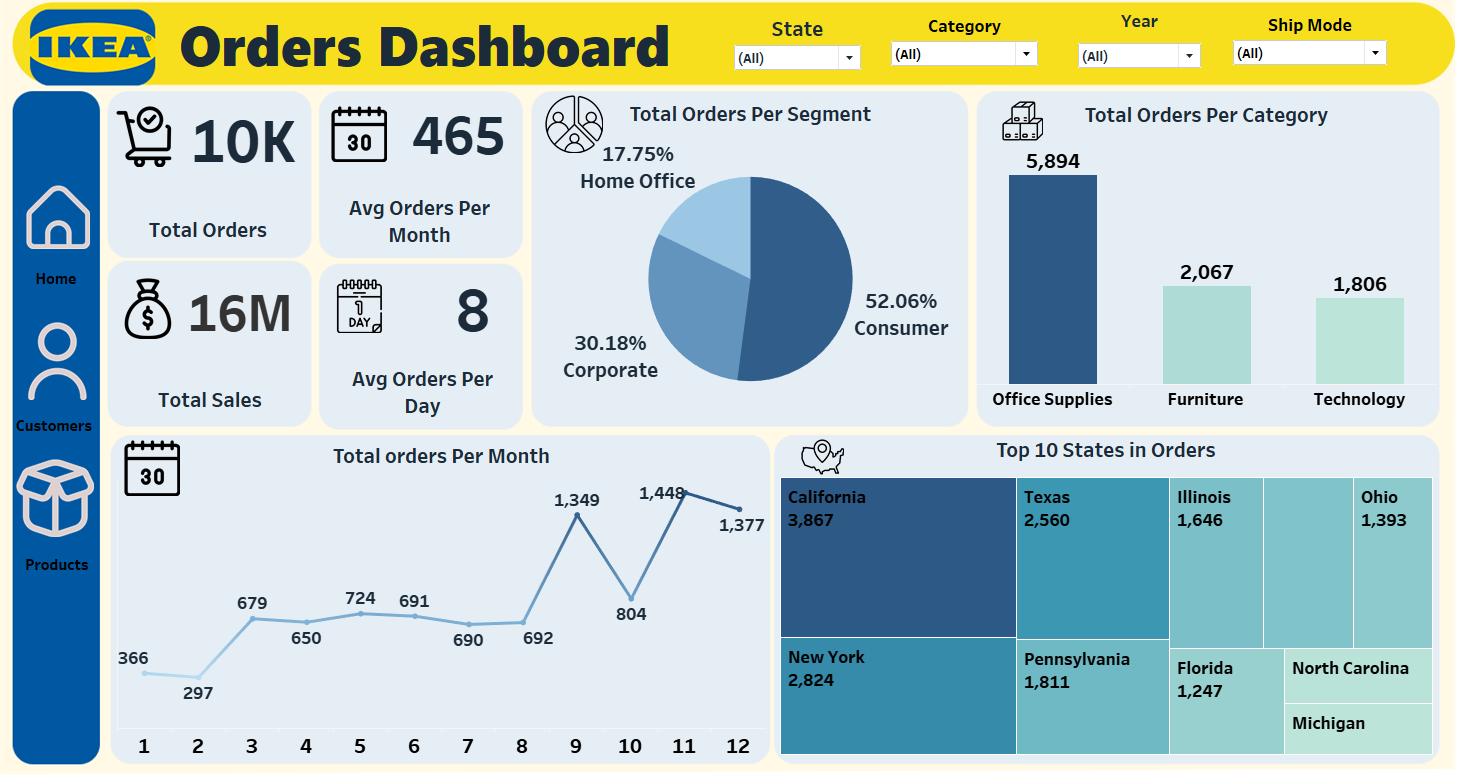 IKEA
Orders Dashboard
State
(All)
Category
(All)
Year
(All)
Ship Mode
(All)
Home
Customers
Products
10K
Total Orders
30
465
Avg Orders Per
Month
16M
Total Sales
1
DAY
8
Avg Orders Per
Day
Total Orders Per Segment
17.75%
Home Office
52.06%
Consumer
30.18%
Corporate
Total Orders Per Category
5,894
2,067
1,806
Office Supplies
Furniture
Technology
30
Total orders Per Month
366
297
679
650
724
691
690
692
1,349
804
1,448
1,377
1 2 3 4 5 6 7 8 9 10 11 12
Top 10 States in Orders
California
3,867
New York
2,824
Texas
2,560
Pennsylvania
1,811
Illinois
1,646
Ohio
1,393
Florida
1,247
North Carolina
Michigan